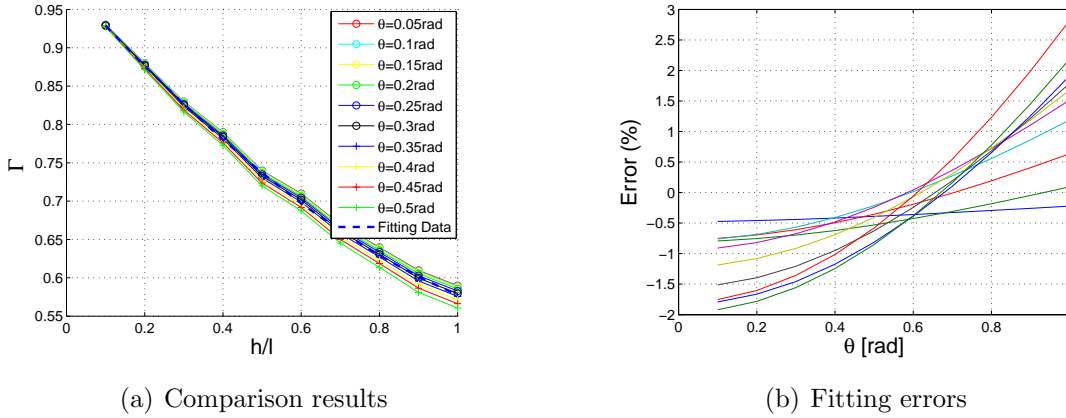 0.95
0.9
0.85
0.8
0.75
0.7
0.65
0.6
0.55
0
0.2
0.4
0.6
0.8
1
Γ
h/l
θ=0.05rad
θ=0.1rad
θ=0.15rad
θ=0.2rad
θ=0.25rad
θ=0.3rad
θ=0.35rad
θ=0.4rad
θ=0.45rad
θ=0.5rad
Fitting Data
(a) Comparison results
3
2.5
2
1.5
1
0.5
0
−0.5
−1
−1.5
−2
0
0.2
0.4
0.6
0.8
Error (%)
θ [rad]
(b) Fitting errors